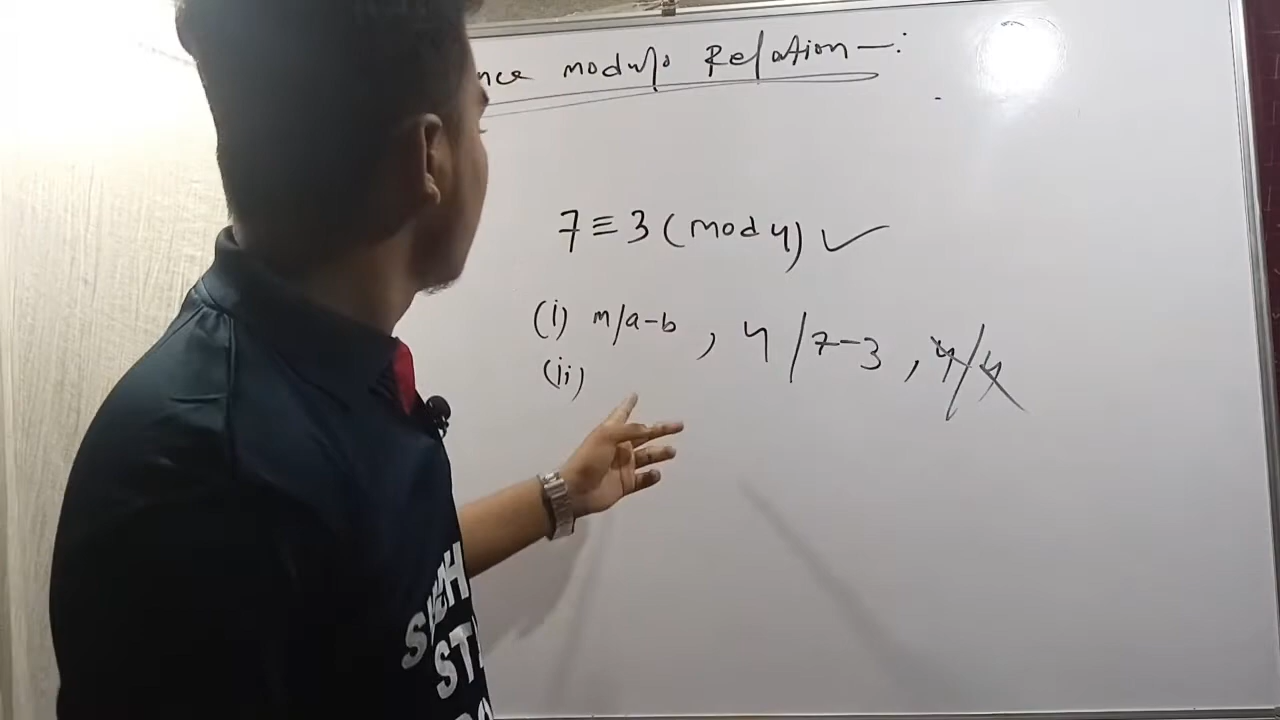 nce modulo Relation —:
7 ≡ 3 (mod 4) ✓
(i) m/a-b , 4/7-3 , 4/4
(ii)